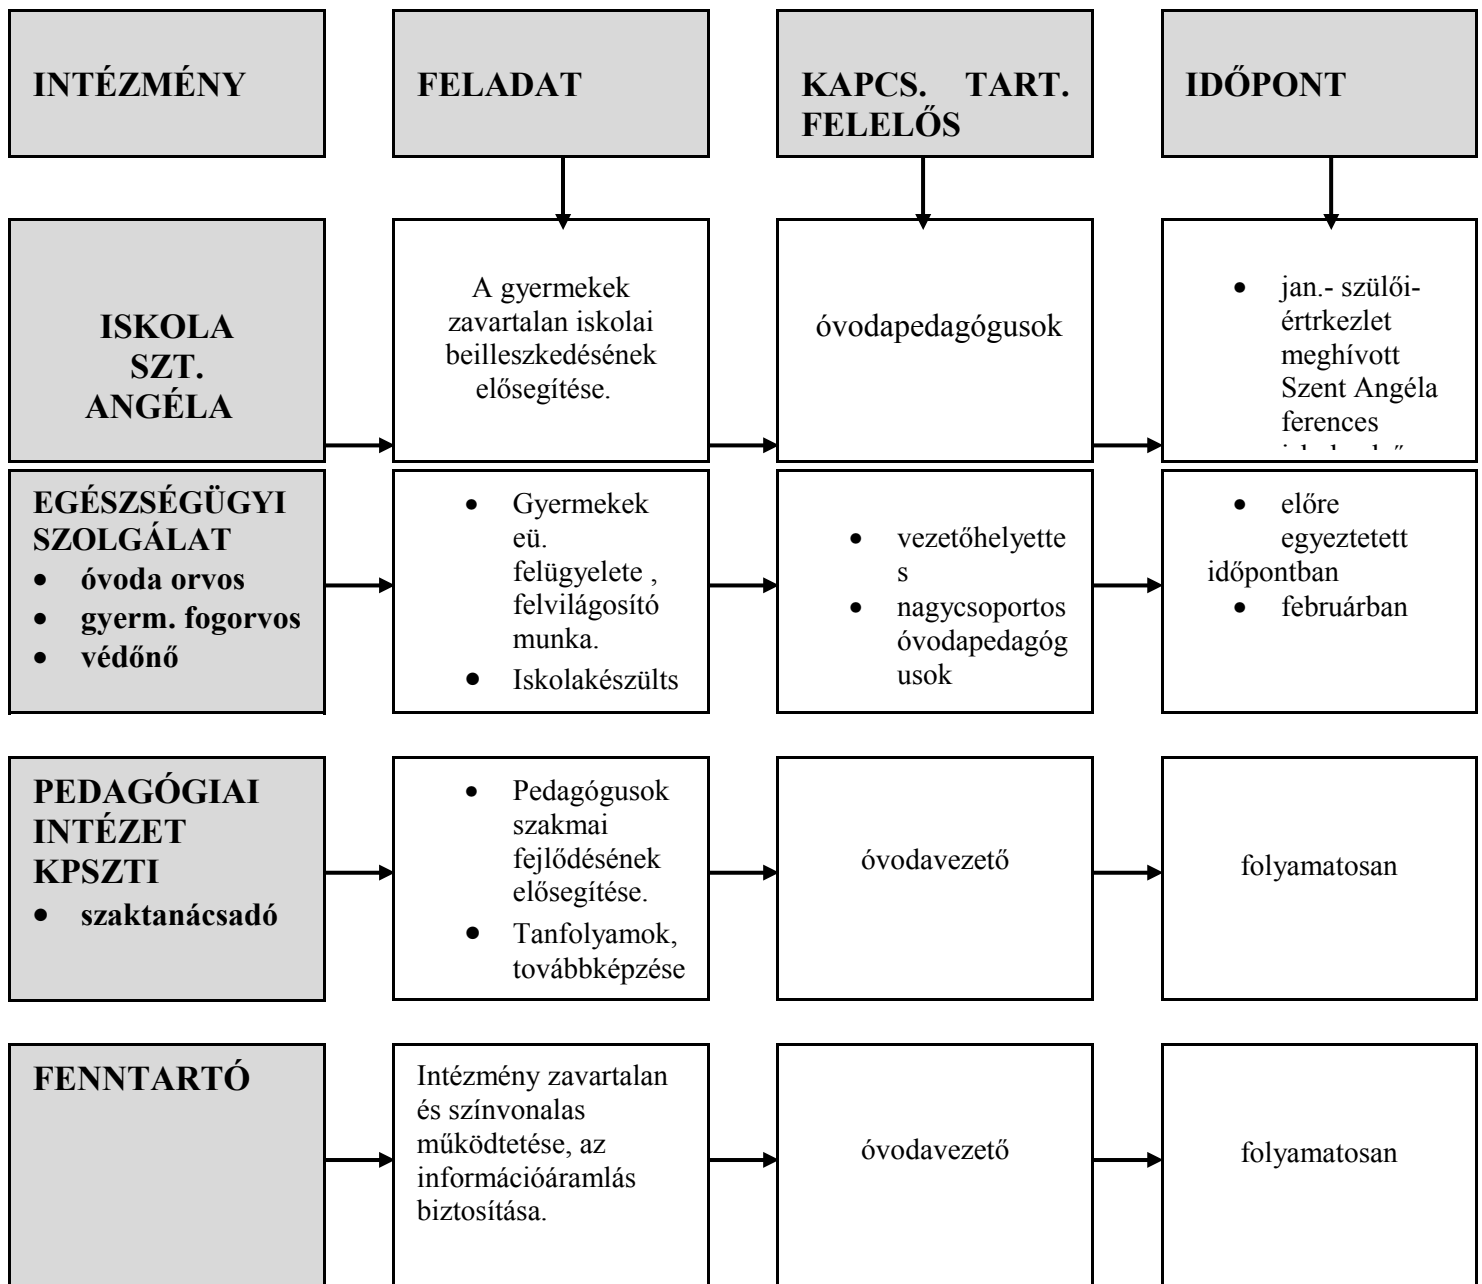 INTÉZMÉNY
FELADAT
KAPCS. TART.
FELELŐS
IDŐPONT
ISKOLA
SZT.
ANGÉLA
A gyermekek
zavartalan iskolai
beilleszkedésének
elősegítése.
óvodapedagógusok
• jan.- szülői-
értrkezlet
meghívott
Szent Angéla
ferences
EGÉSZSÉGÜGYI
SZOLGÁLAT
• óvoda orvos
• gyerm. fogorvos
• védőnő
• Gyermekek
eü.
felügyelete ,
felvilágosító
munka.
• Iskolakészülts
• vezetőhelyette
s
• nagycsoportos
óvodapedagóg
usok
• előre
egyeztetett
időpontban
• februárban
PEDAGÓGIAI
INTÉZET
KPSZTI
• szaktanácsadó
• Pedagógusok
szakmai
fejlődésének
elősegítése.
• Tanfolyamok,
továbbképzése
óvodavezető
folyamatosan
FENNTARTÓ
Intézmény zavartalan
és színvonalas
működtetése, az
információáramlás
biztosítása.
óvodavezető
folyamatosan